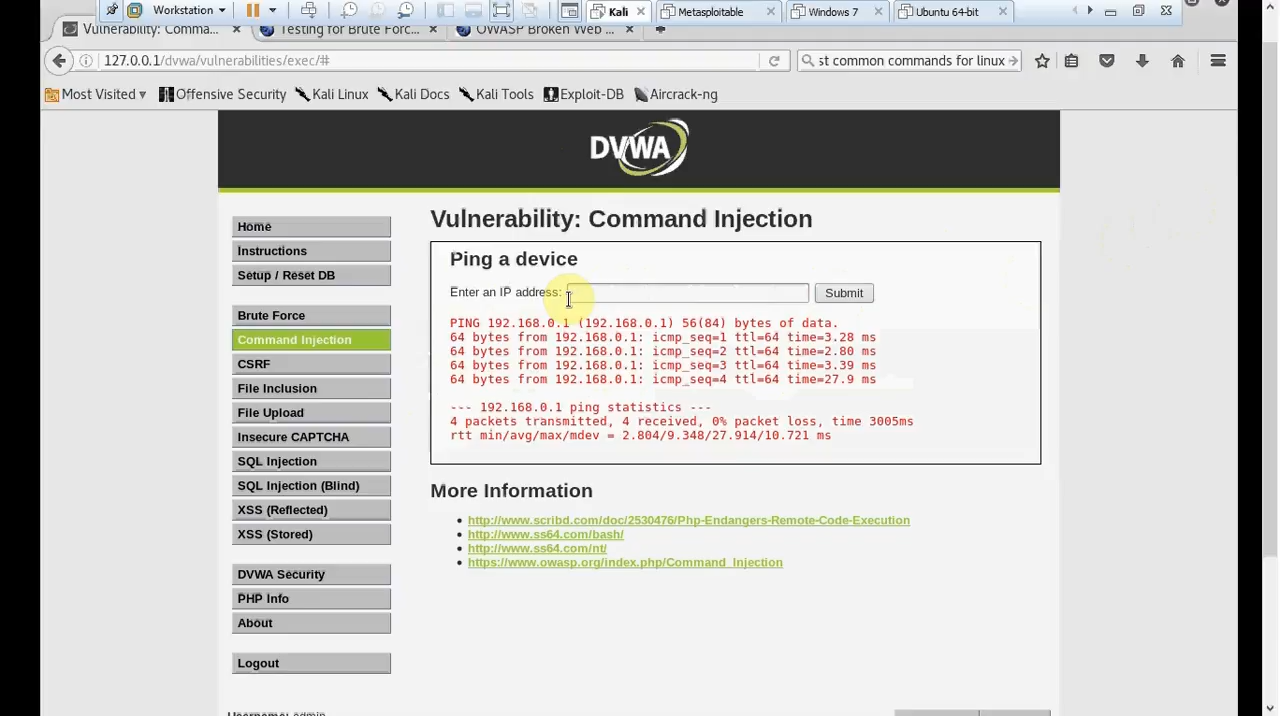 Workstation
Kali
Metasploitable
Windows 7
Ubuntu 64-bit
Vulnerability: Comma...
Testing for Brute Forc...
OWASP Broken Web ...
127.0.0.1/dvwa/vulnerabilities/exec/#
st common commands for linux
Most Visited
Offensive Security
Kali Linux
Kali Docs
Kali Tools
Exploit-DB
Aircrack-ng
DVWA
Home
Instructions
Setup / Reset DB
Brute Force
Command Injection
CSRF
File Inclusion
File Upload
Insecure CAPTCHA
SQL Injection
SQL Injection (Blind)
XSS (Reflected)
XSS (Stored)
DVWA Security
PHP Info
About
Logout
Username: admin
Vulnerability: Command Injection
Ping a device
Enter an IP address:
Submit
PING 192.168.0.1 (192.168.0.1) 56(84) bytes of data.
64 bytes from 192.168.0.1: icmp_seq=1 ttl=64 time=3.28 ms
64 bytes from 192.168.0.1: icmp_seq=2 ttl=64 time=2.80 ms
64 bytes from 192.168.0.1: icmp_seq=3 ttl=64 time=3.39 ms
64 bytes from 192.168.0.1: icmp_seq=4 ttl=64 time=27.9 ms
--- 192.168.0.1 ping statistics ---
4 packets transmitted, 4 received, 0% packet loss, time 3005ms
rtt min/avg/max/mdev = 2.804/9.348/27.914/10.721 ms
More Information
http://www.scribd.com/doc/2530476/Php-Endangers-Remote-Code-Execution
http://www.ss64.com/bash/
http://www.ss64.com/nt/
https://www.owasp.org/index.php/Command_Injection